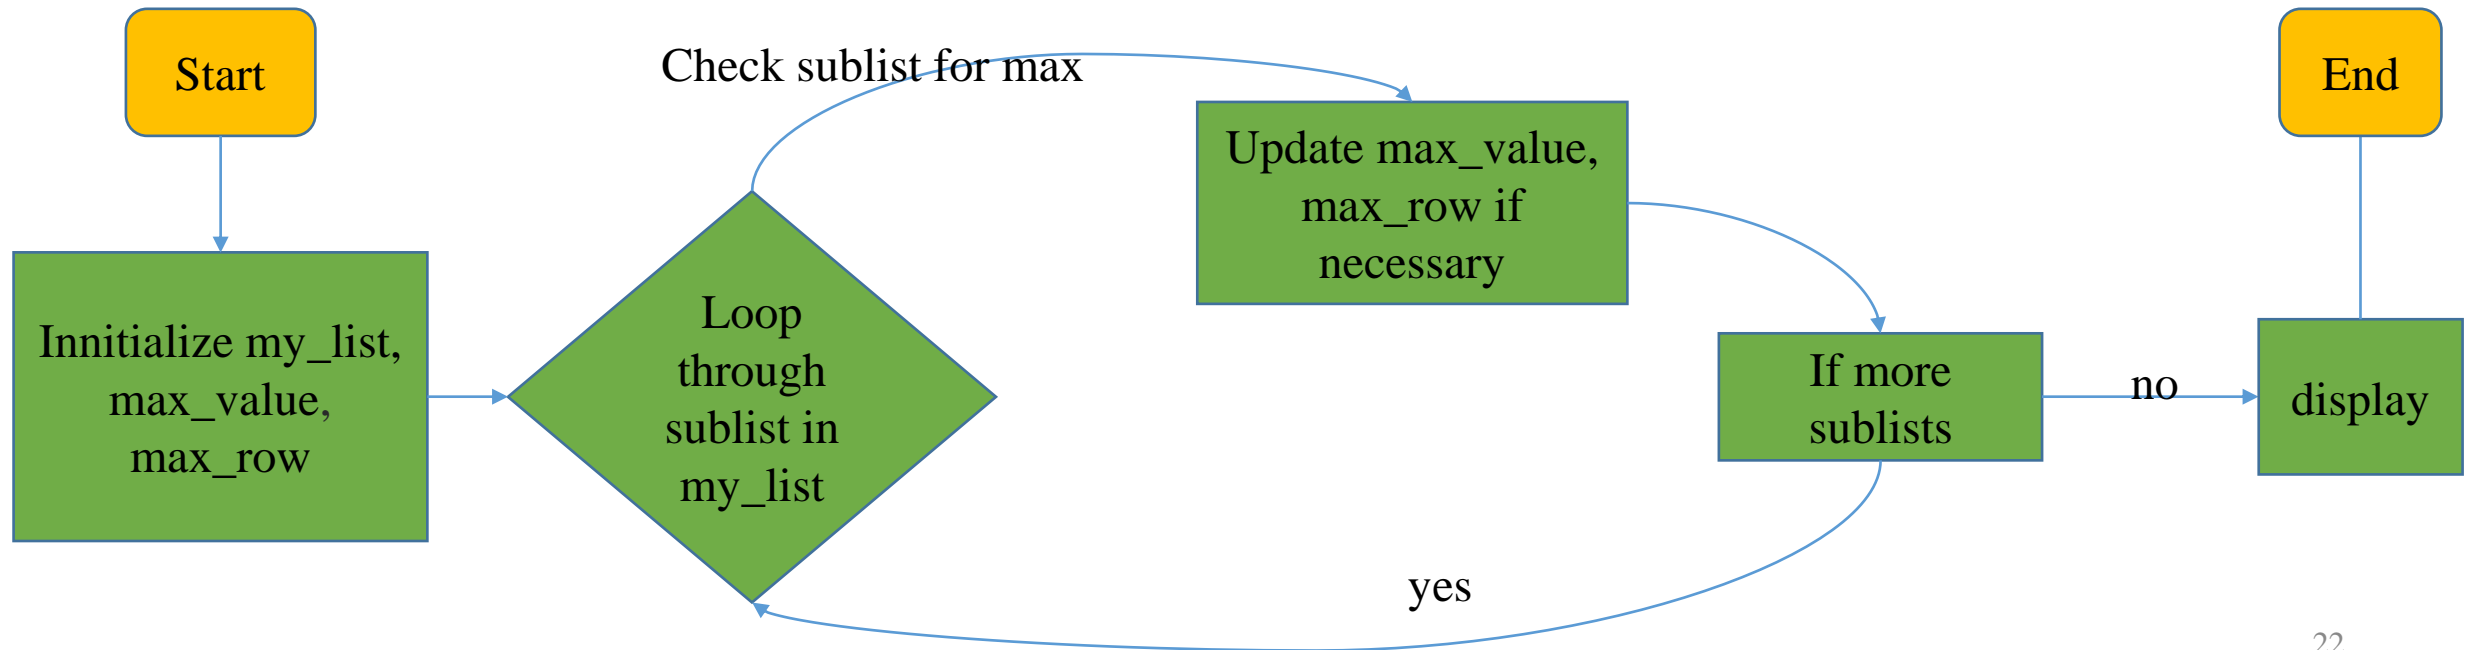 Start
Innitialize my_list,
max_value,
max_row
Loop
through
sublist in
my_list
Check sublist for max
Update max_value,
max_row if
necessary
If more
sublists
yes
no
display
End
22